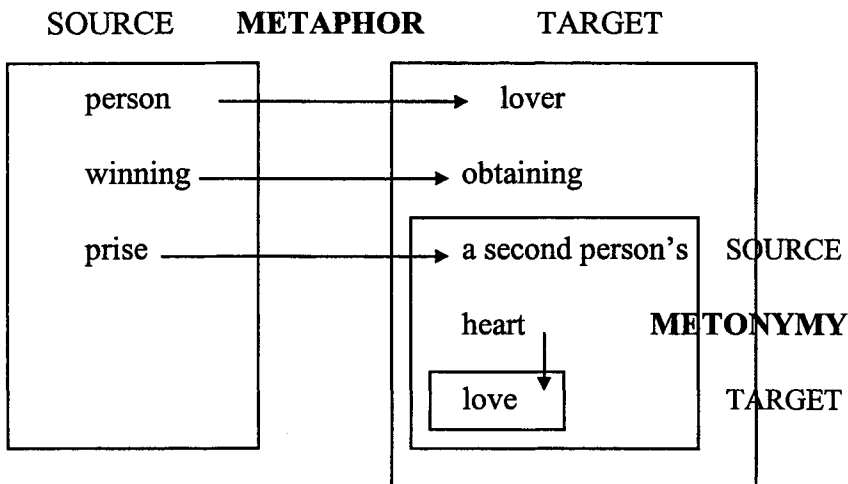 SOURCE METAPHOR TARGET
person lover
winning obtaining
prise a second person's SOURCE
heart METONYMY
love TARGET